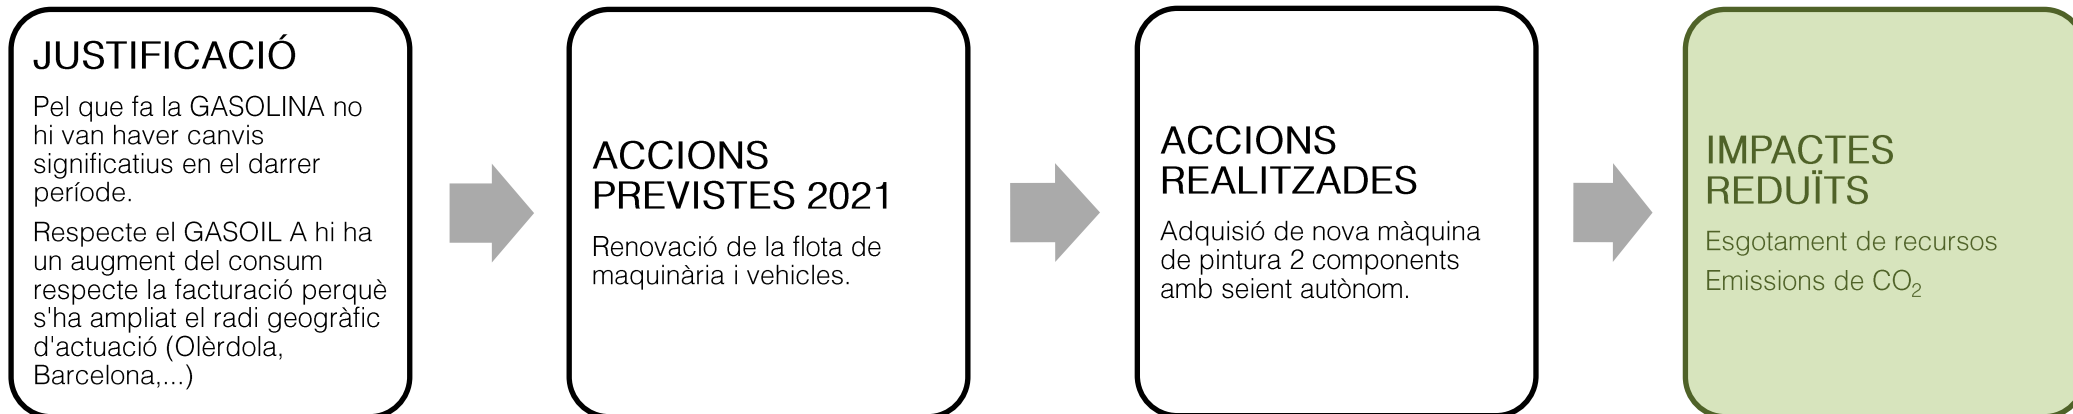 JUSTIFICACIÓ
Pel que fa la GASOLINA no
hi van haver canvis
significatius en el darrer
període.
Respecte el GASOIL A hi ha
un augment del consum
respecte la facturació perquè
s'ha ampliat el radi geogràfic
d'actuació (Olèrdola,
Barcelona,...)
ACCIONS
PREVISTES 2021
Renovació de la flota de
maquinària i vehicles.
ACCIONS
REALITZADES
Adquisió de nova màquina
de pintura 2 components
amb seient autònom.
IMPACTES
REDUÏTS
Esgotament de recursos
Emissions de CO₂